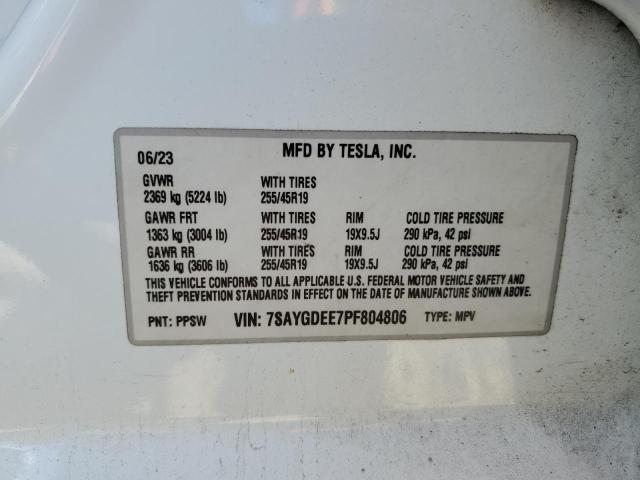 06/23 MFD BY TESLA, INC.
GVWR WITH TIRES
2369 kg (5224 lb) 255/45R19
GAWR FRT WITH TIRES RIM COLD TIRE PRESSURE
1363 kg (3004 lb) 255/45R19 19X9.5J 290 kPa, 42 psi
GAWR RR WITH TIRES RIM COLD TIRE PRESSURE
1636 kg (3606 lb) 255/45R19 19X9.5J 290 kPa, 42 psi
THIS VEHICLE CONFORMS TO ALL APPLICABLE U.S. FEDERAL MOTOR VEHICLE SAFETY AND
THEFT PREVENTION STANDARDS IN EFFECT ON THE DATE OF MANUFACTURE SHOWN ABOVE.
PNT: PPSW VIN: 7SAYGDEE7PF804806 TYPE: MPV